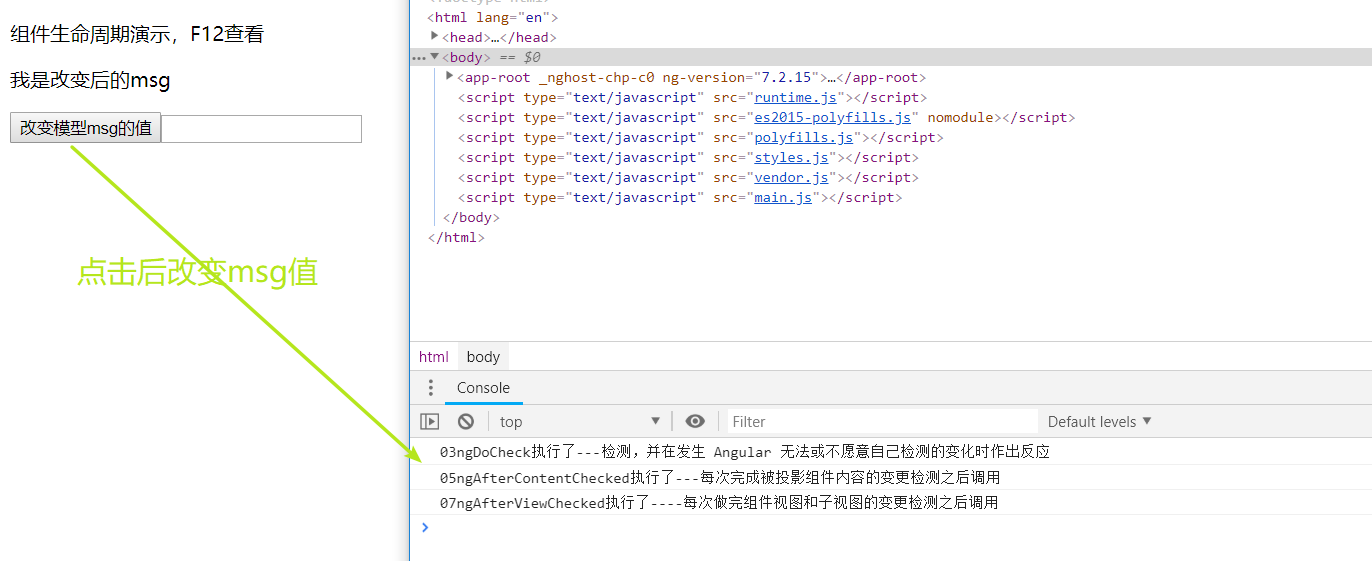 组件生命周期演示，F12查看
我是改变后的msg
改变模型msg的值
点击后改变msg值
<!doctype html>
<html lang="en">
<head>…</head>
<body> == $0
<app-root _nghost-chp-c0 ng-version="7.2.15">…</app-root>
<script type="text/javascript" src="runtime.js"></script>
<script type="text/javascript" src="es2015-polyfills.js" nomodule></script>
<script type="text/javascript" src="polyfills.js"></script>
<script type="text/javascript" src="styles.js"></script>
<script type="text/javascript" src="vendor.js"></script>
<script type="text/javascript" src="main.js"></script>
</body>
</html>
html body
Console
top Filter Default levels
03ngDoCheck执行了---检测，并在发生 Angular 无法或不愿意自己检测的变化时作出反应
05ngAfterContentChecked执行了---每次完成被投影组件内容的变更检测之后调用
07ngAfterViewChecked执行了----每次做完组件视图和子视图的变更检测之后调用